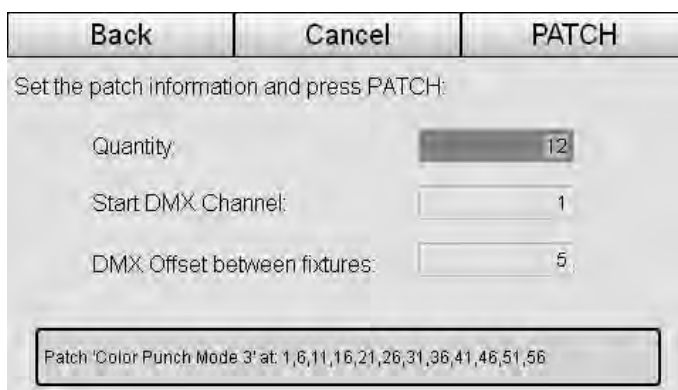 Back Cancel PATCH
Set the patch information and press PATCH:
Quantity: 12
Start DMX Channel: 1
DMX Offset between fixtures: 5
Patch 'Color Punch Mode 3' at: 1,6,11,16,21,26,31,36,41,46,51,56